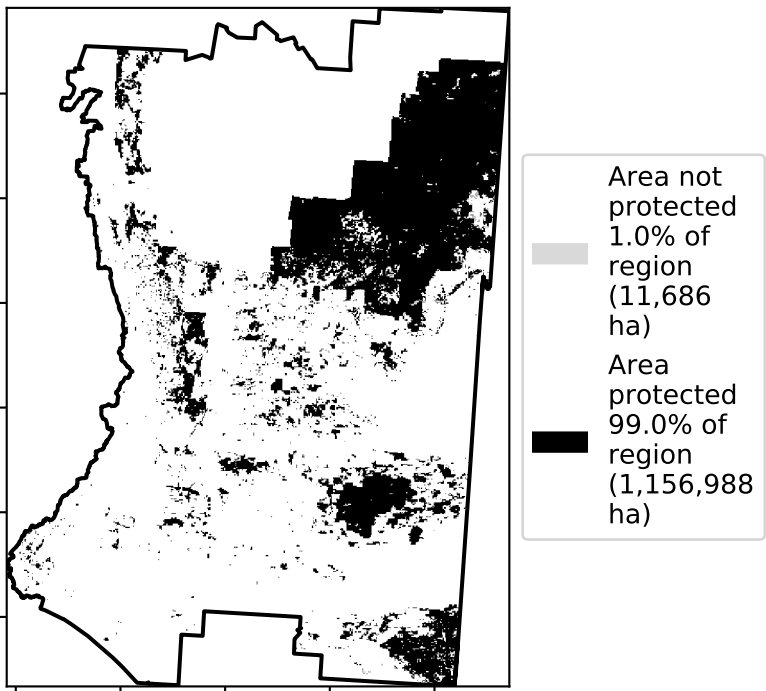 Area not
protected
1.0% of
region
(11,686
ha)
Area
protected
99.0% of
region
(1,156,988
ha)